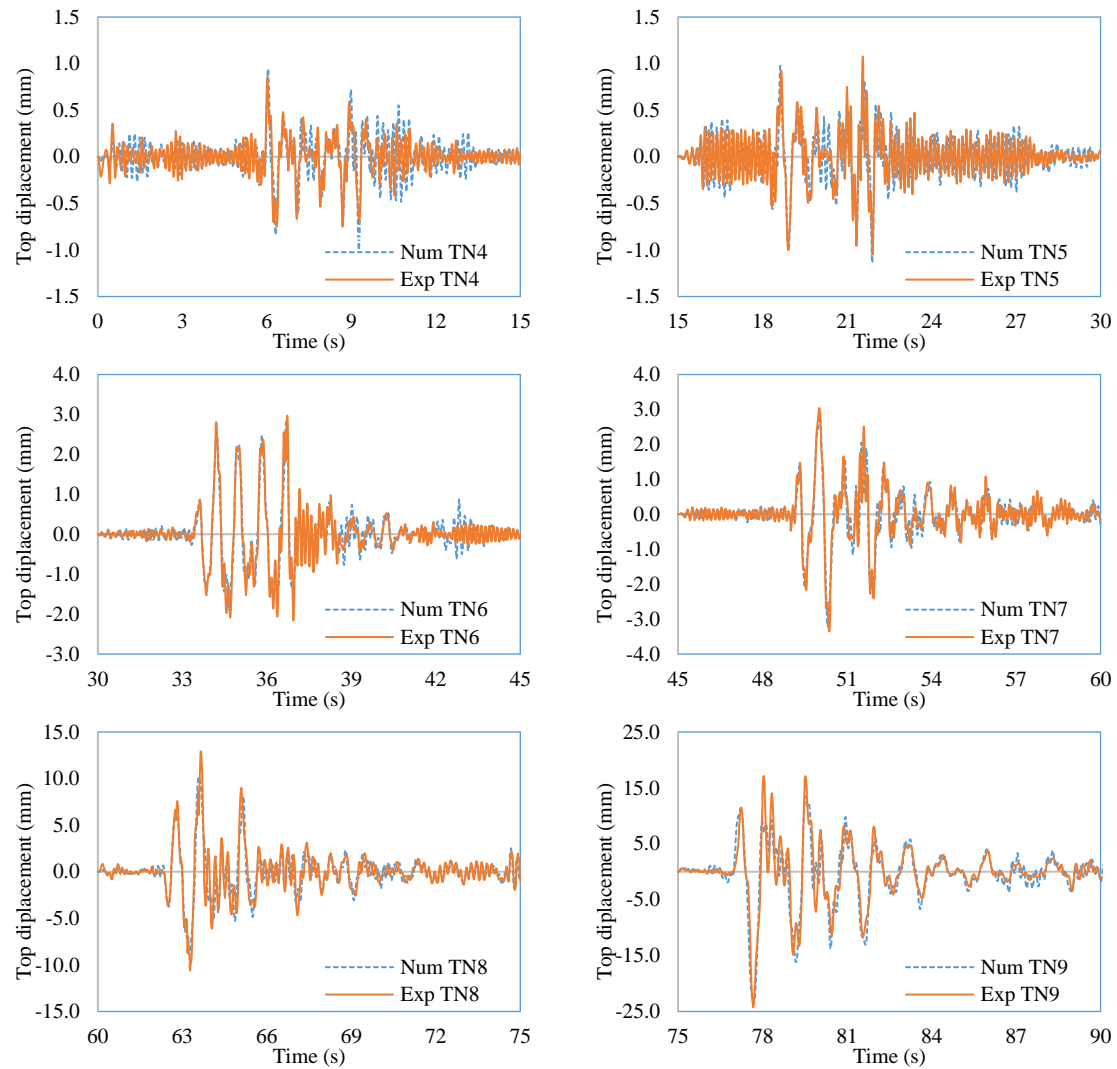 Top diplacement (mm)
1.5
1.0
0.5
0.0
-0.5
-1.0
-1.5
Num TN4
Exp TN4
0 3 6 9 12 15
Time (s)
Top diplacement (mm)
1.5
1.0
0.5
0.0
-0.5
-1.0
-1.5
Num TN5
Exp TN5
15 18 21 24 27 30
Time (s)
Top diplacement (mm)
4.0
3.0
2.0
1.0
0.0
-1.0
-2.0
-3.0
Num TN6
Exp TN6
30 33 36 39 42 45
Time (s)
Top diplacement (mm)
4.0
3.0
2.0
1.0
0.0
-1.0
-2.0
-3.0
-4.0
Num TN7
Exp TN7
45 48 51 54 57 60
Time (s)
Top diplacement (mm)
15.0
10.0
5.0
0.0
-5.0
-10.0
-15.0
Num TN8
Exp TN8
60 63 66 69 72 75
Time (s)
Top diplacement (mm)
25.0
15.0
5.0
-5.0
-15.0
-25.0
Num TN9
Exp TN9
75 78 81 84 87 90
Time (s)